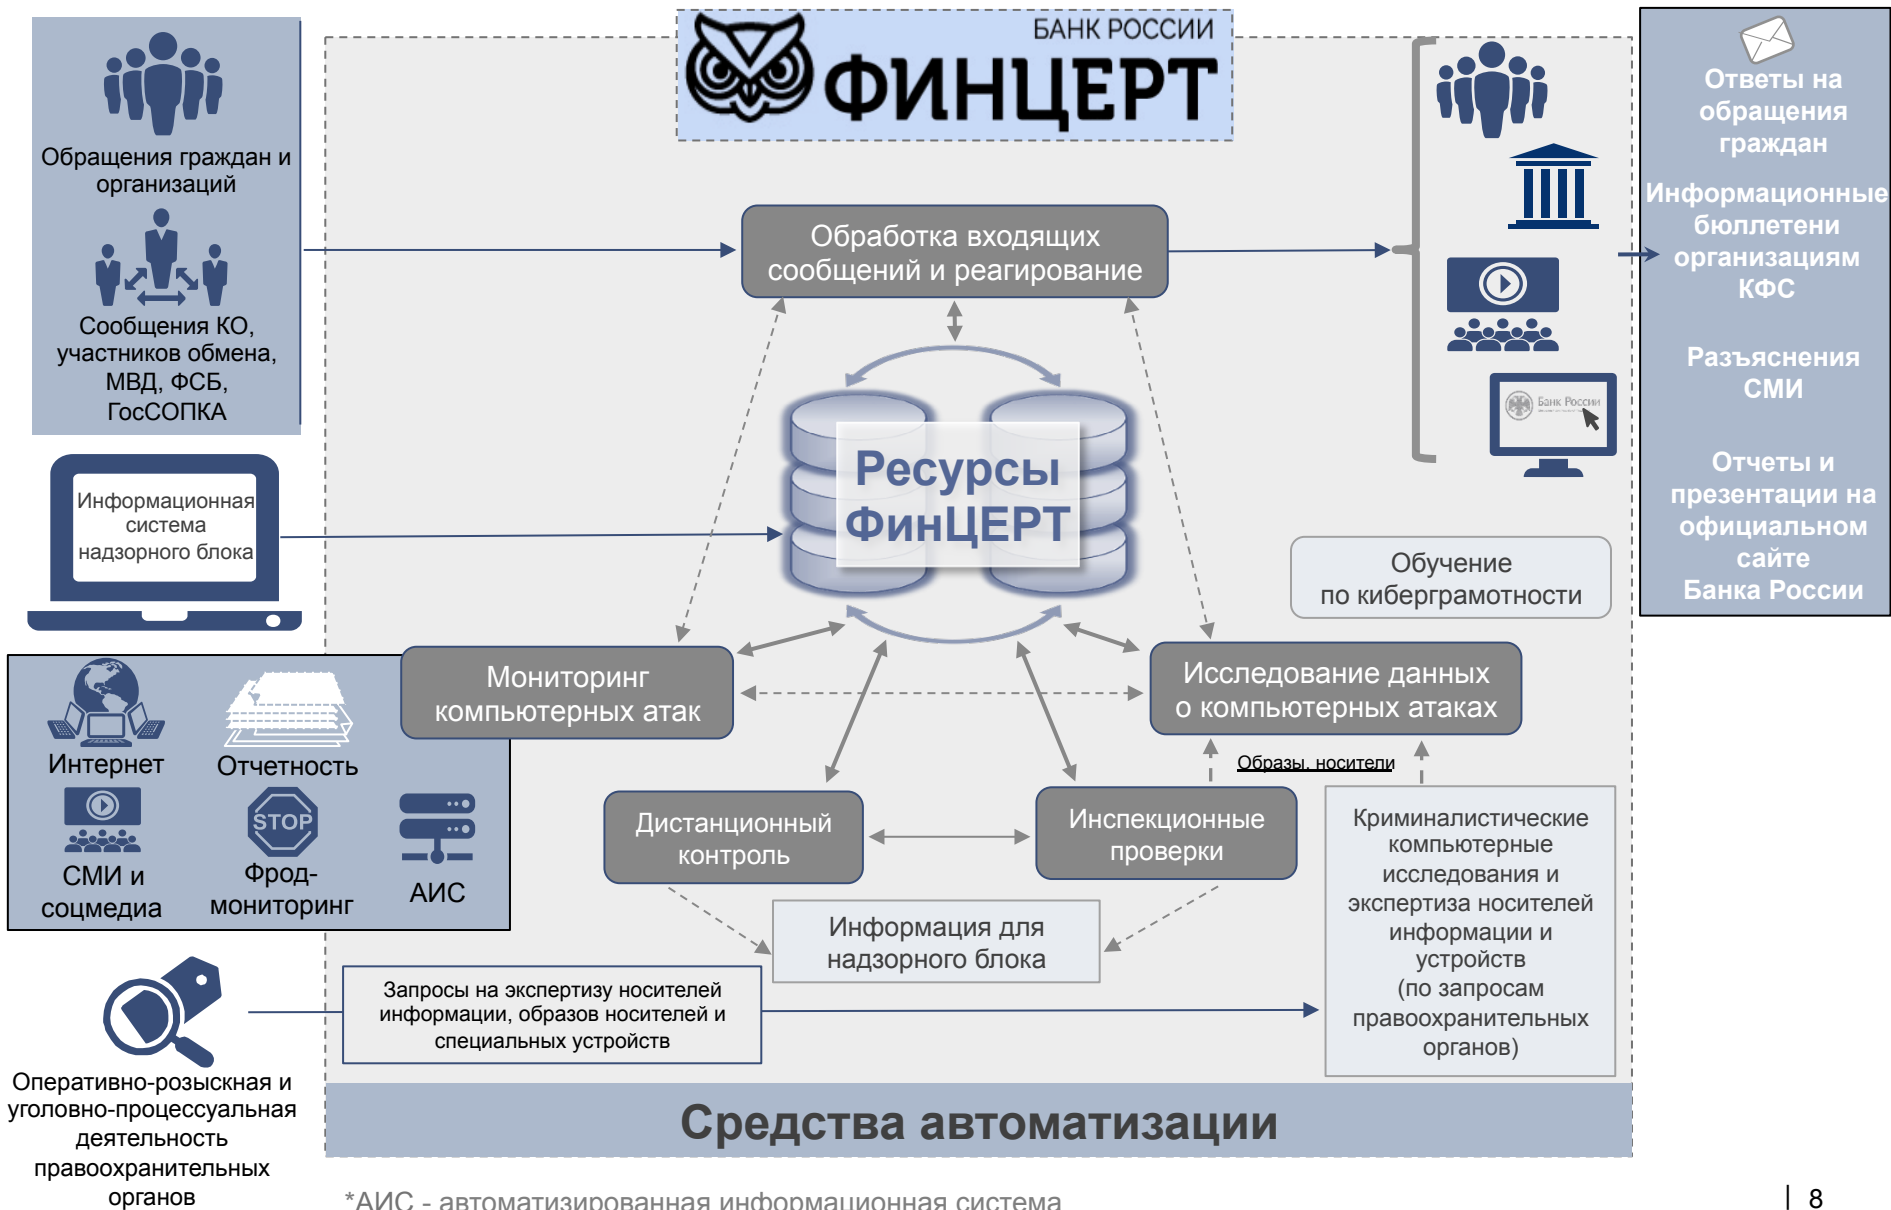 БАНК РОССИИ
ФИНЦЕРТ
Обращения граждан и
организаций
Сообщения КО,
участников обмена,
МВД, ФСБ,
ГосСОПКА
Информационная
система
надзорного блока
Интернет
Отчетность
СМИ и
соцмедиа
STOP
Фрод-
мониторинг
АИС
Оперативно-розыскная и
уголовно-процессуальная
деятельность
правоохранительных
органов
Обработка входящих
сообщений и реагирование
Ресурсы
ФинЦЕРТ
Мониторинг
компьютерных атак
Исследование данных
о компьютерных атаках
Образы, носители
Дистанционный
контроль
Инспекционные
проверки
Информация для
надзорного блока
Запросы на экспертизу носителей
информации, образов носителей и
специальных устройств
Криминалистические
компьютерные
исследования и
экспертиза носителей
информации и
устройств
(по запросам
правоохранительных
органов)
Обучение
по киберграмотности
Банк России
Ответы на
обращения
граждан
Информационные
бюллетени
организациям
КФС
Разъяснения
СМИ
Отчеты и
презентации на
официальном
сайте
Банка России
Средства автоматизации
*АИС - автоматизированная информационная система
| 8